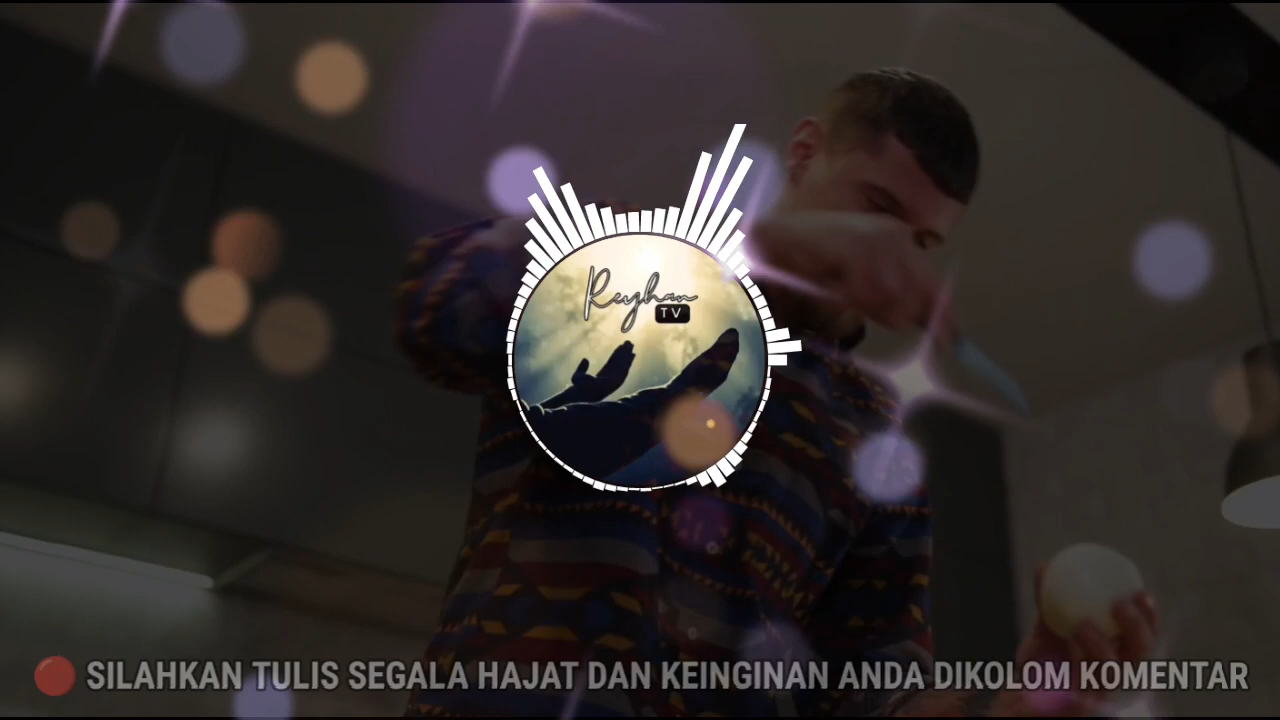 Reyhan
TV
SILAHKAN TULIS SEGALA HAJAT DAN KEINGINAN ANDA DIKOLOM KOMENTAR